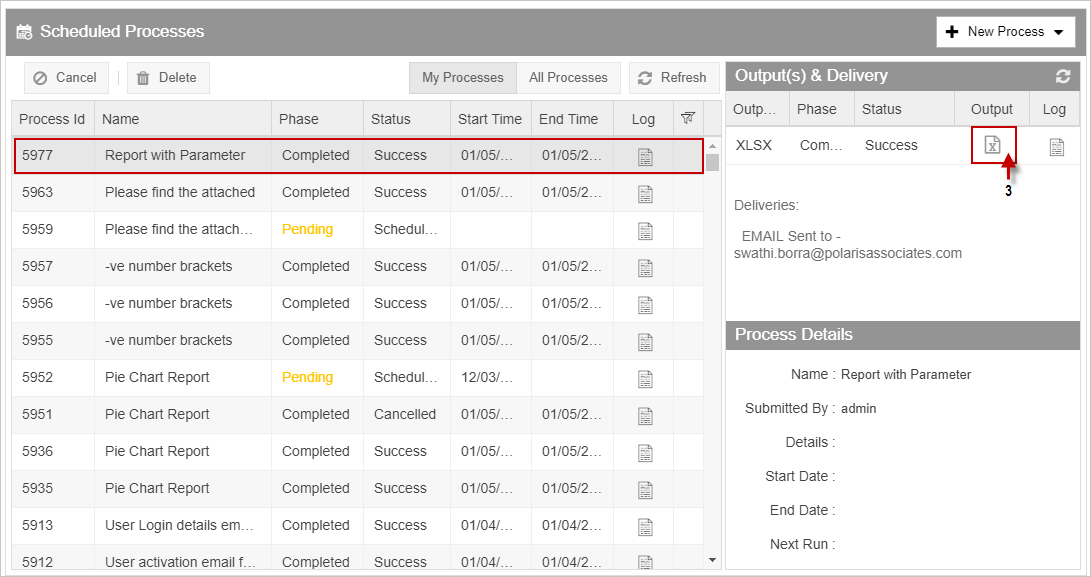 Scheduled Processes
New Process
Cancel Delete My Processes All Processes Refresh
Process Id Name Phase Status Start Time End Time Log
5977 Report with Parameter Completed Success 01/05/... 01/05/2...
5963 Please find the attached Completed Success 01/05/... 01/05/2...
5959 Please find the attach... Pending Schedul...
5957 -ve number brackets Completed Success 01/05/... 01/05/2...
5956 -ve number brackets Completed Success 01/05/... 01/05/2...
5955 -ve number brackets Completed Success 01/05/... 01/05/2...
5952 Pie Chart Report Pending Schedul... 12/03/...
5951 Pie Chart Report Completed Cancelled 01/05/... 01/05/2...
5936 Pie Chart Report Completed Success 01/05/... 01/05/2...
5935 Pie Chart Report Completed Success 01/05/... 01/05/2...
5913 User Login details em... Completed Success 01/04/... 01/04/2...
5912 User activation email f... Completed Success 01/04/... 01/04/2...
Output(s) & Delivery
Outp... Phase Status Output Log
XLSX Com... Success
3
Deliveries:
EMAIL Sent to -
swathi.borra@polarisassociates.com
Process Details
Name : Report with Parameter
Submitted By : admin
Details :
Start Date :
End Date :
Next Run :